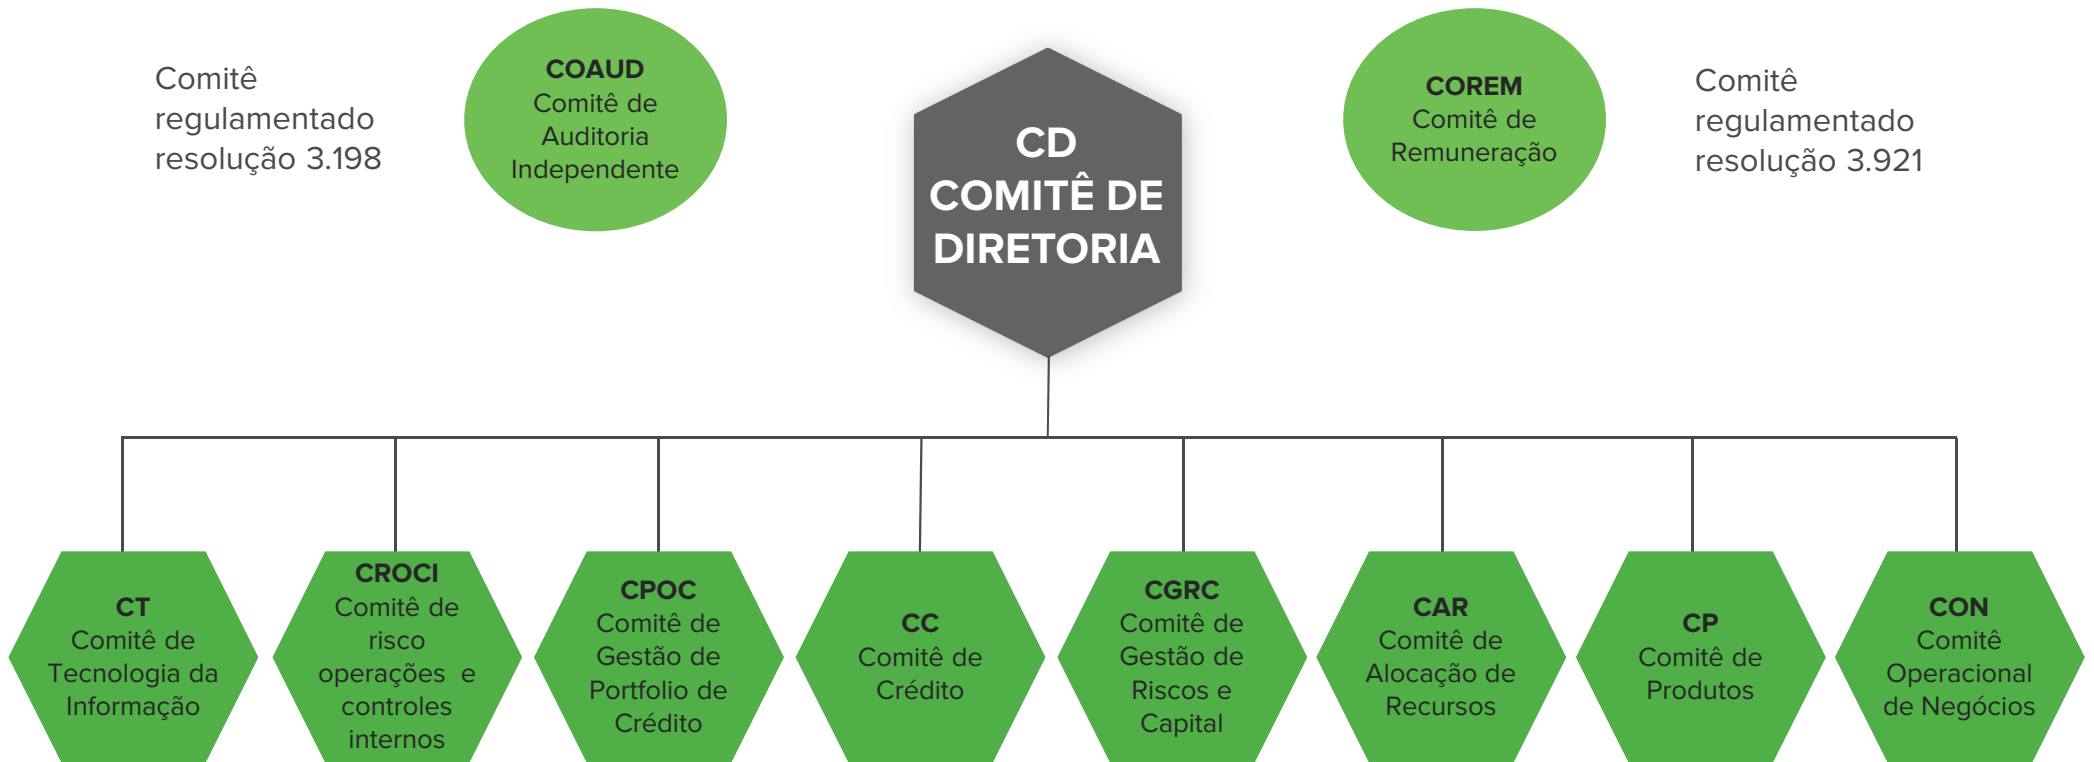 Comitê
regulamentado
resolução 3.198
COAUD
Comitê de
Auditoria
Independente
CD
COMITÊ DE
DIRETORIA
COREM
Comitê de
Remuneração
Comitê
regulamentado
resolução 3.921
CT
Comitê de
Tecnologia da
Informação
CROCI
Comitê de
risco
operações e
controles
internos
CPOC
Comitê de
Gestão de
Portfolio de
Crédito
CC
Comitê de
Crédito
CGRC
Comitê de
Gestão de
Riscos e
Capital
CAR
Comitê de
Alocação de
Recursos
CP
Comitê de
Produtos
CON
Comitê
Operacional
de Negócios